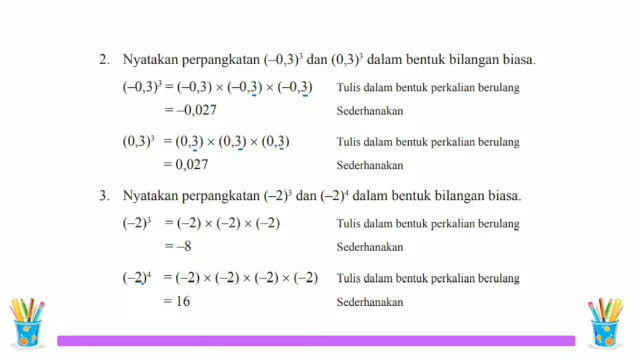 2. Nyatakan perpangkatan (–0,3)³ dan (0,3)³ dalam bentuk bilangan biasa.
(–0,3)³ = (–0,3) × (–0,3) × (–0,3) Tulis dalam bentuk perkalian berulang
= –0,027 Sederhanakan
(0,3)³ = (0,3) × (0,3) × (0,3) Tulis dalam bentuk perkalian berulang
= 0,027 Sederhanakan
3. Nyatakan perpangkatan (–2)³ dan (–2)⁴ dalam bentuk bilangan biasa.
(–2)³ = (–2) × (–2) × (–2) Tulis dalam bentuk perkalian berulang
= –8 Sederhanakan
(–2)⁴ = (–2) × (–2) × (–2) × (–2) Tulis dalam bentuk perkalian berulang
= 16 Sederhanakan